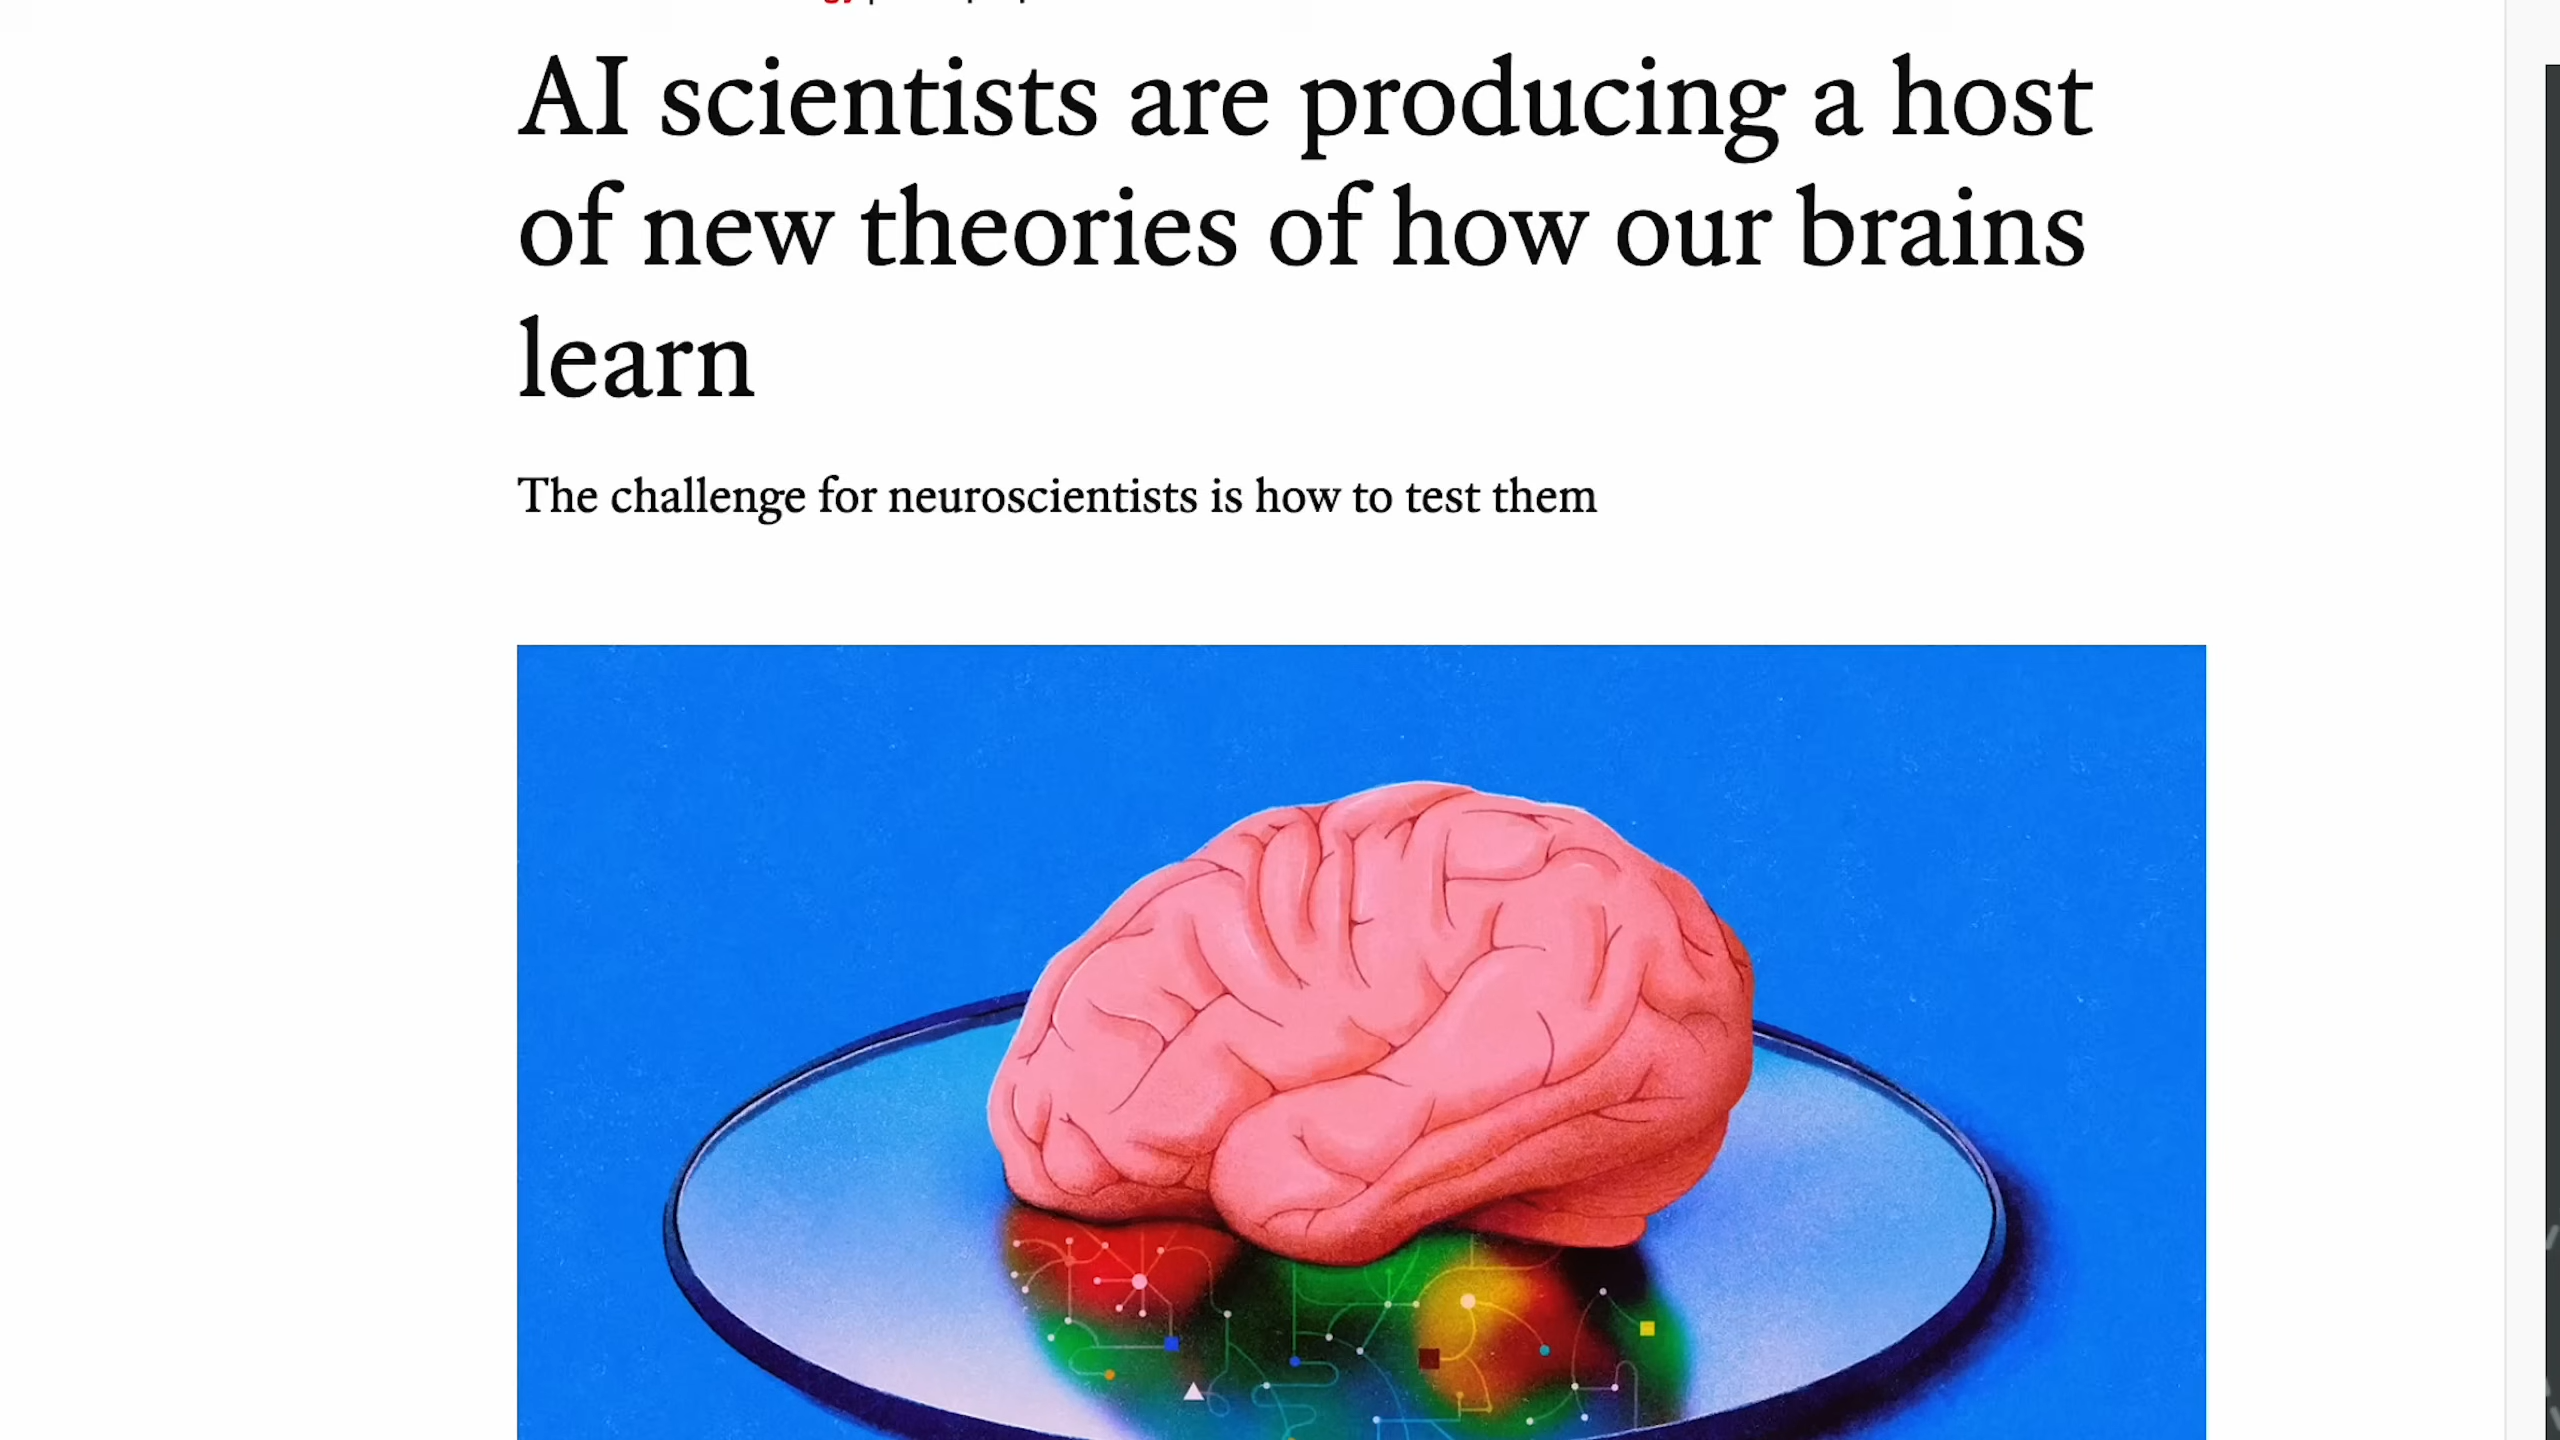 AI scientists are producing a host
of new theories of how our brains
learn
The challenge for neuroscientists is how to test them